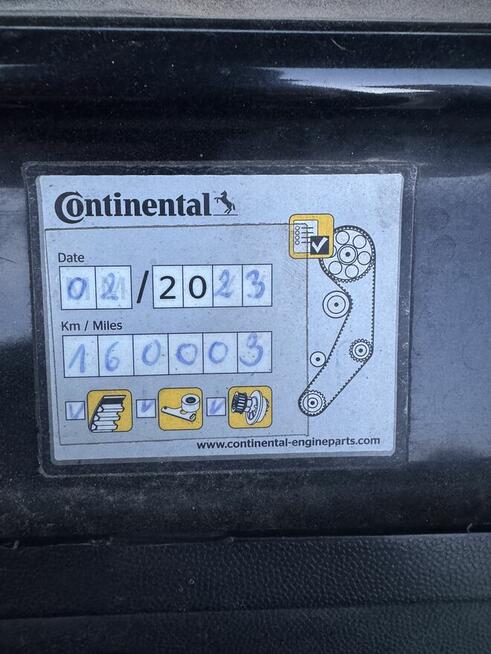 Continental
Date
02/2023
Km / Miles
160003
www.continental-engineparts.com